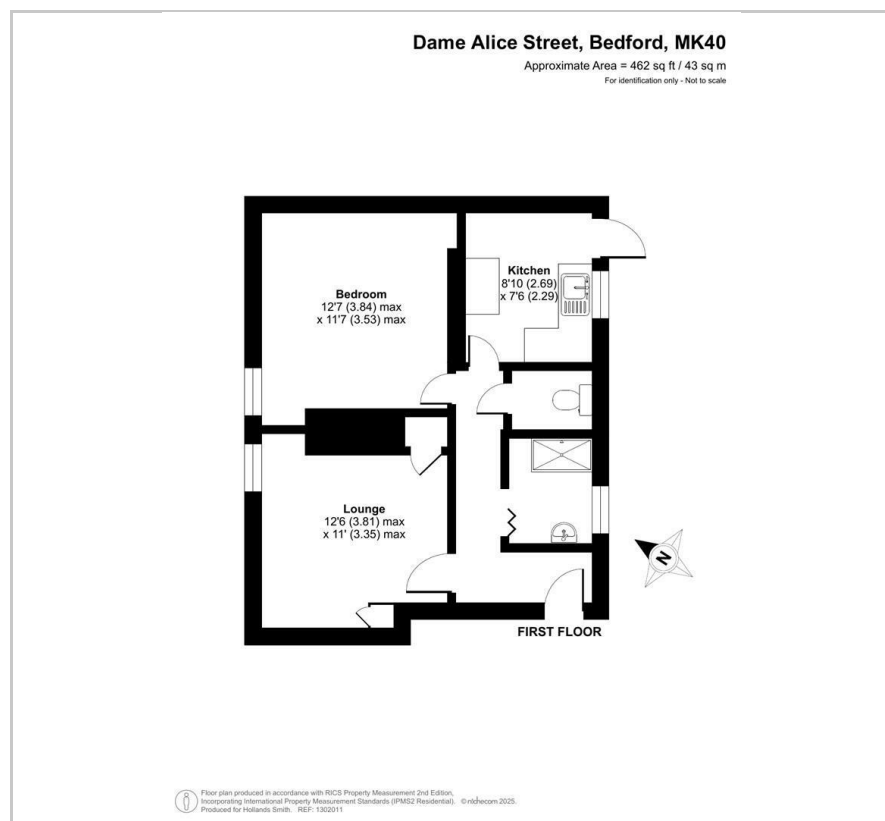 Dame Alice Street, Bedford, MK40
Approximate Area = 462 sq ft / 43 sq m
For identification only - Not to scale
Kitchen
8'10 (2.69)
x 7'6 (2.29)
Bedroom
12'7 (3.84) max
x 11'7 (3.53) max
Lounge
12'6 (3.81) max
x 11' (3.35) max
N
FIRST FLOOR
Floor plan produced in accordance with RICS Property Measurement 2nd Edition,
Incorporating International Property Measurement Standards (IPMS2 Residential). © nichecom 2025.
Produced for Hollands Smith. REF: 1302011